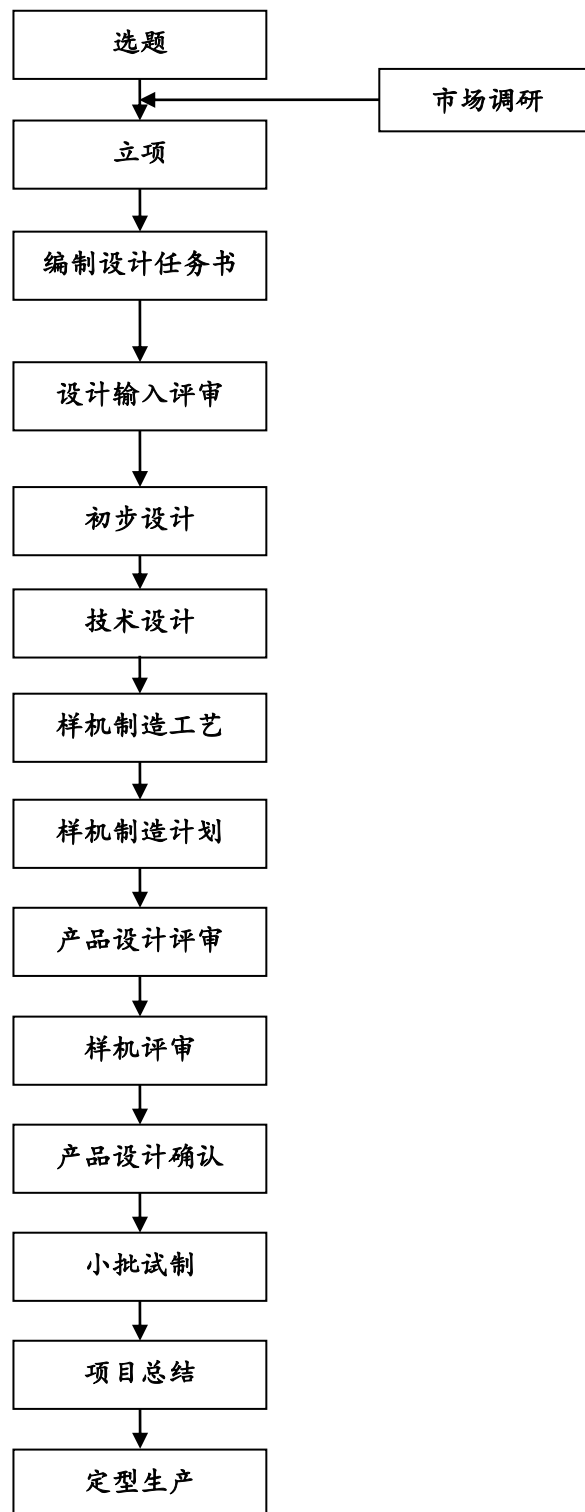 选题
市场调研
立项
编制设计任务书
设计输入评审
初步设计
技术设计
样机制造工艺
样机制造计划
产品设计评审
样机评审
产品设计确认
小批试制
项目总结
定型生产